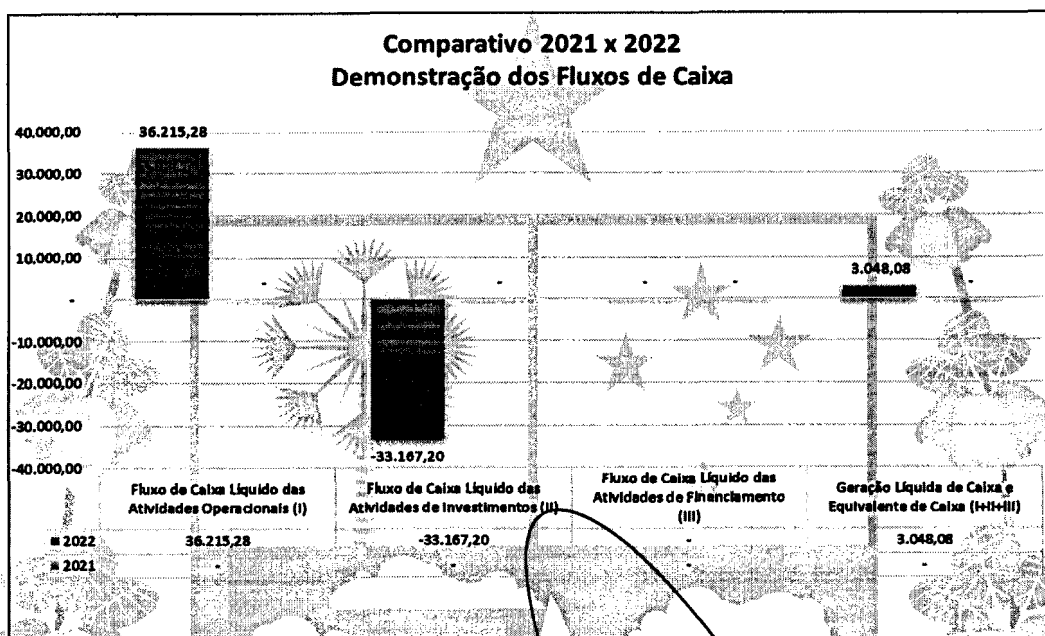 Comparativo 2021 x 2022
Demonstração dos Fluxos de Caixa
40.000,00
30.000,00
20.000,00
10.000,00
-
-10.000,00
-20.000,00
-30.000,00
-40.000,00
36.215,28
-
-33.167,20
-
-
-
3.048,08
-
Fluxo de Caixa Líquido das Atividades Operacionais (I)
Fluxo de Caixa Líquido das Atividades de Investimentos (II)
Fluxo de Caixa Líquido das Atividades de Financiamento (III)
Geração Líquida de Caixa e Equivalente de Caixa (I+II+III)
2022 36.215,28 -33.167,20 - 3.048,08
2021 - - - -